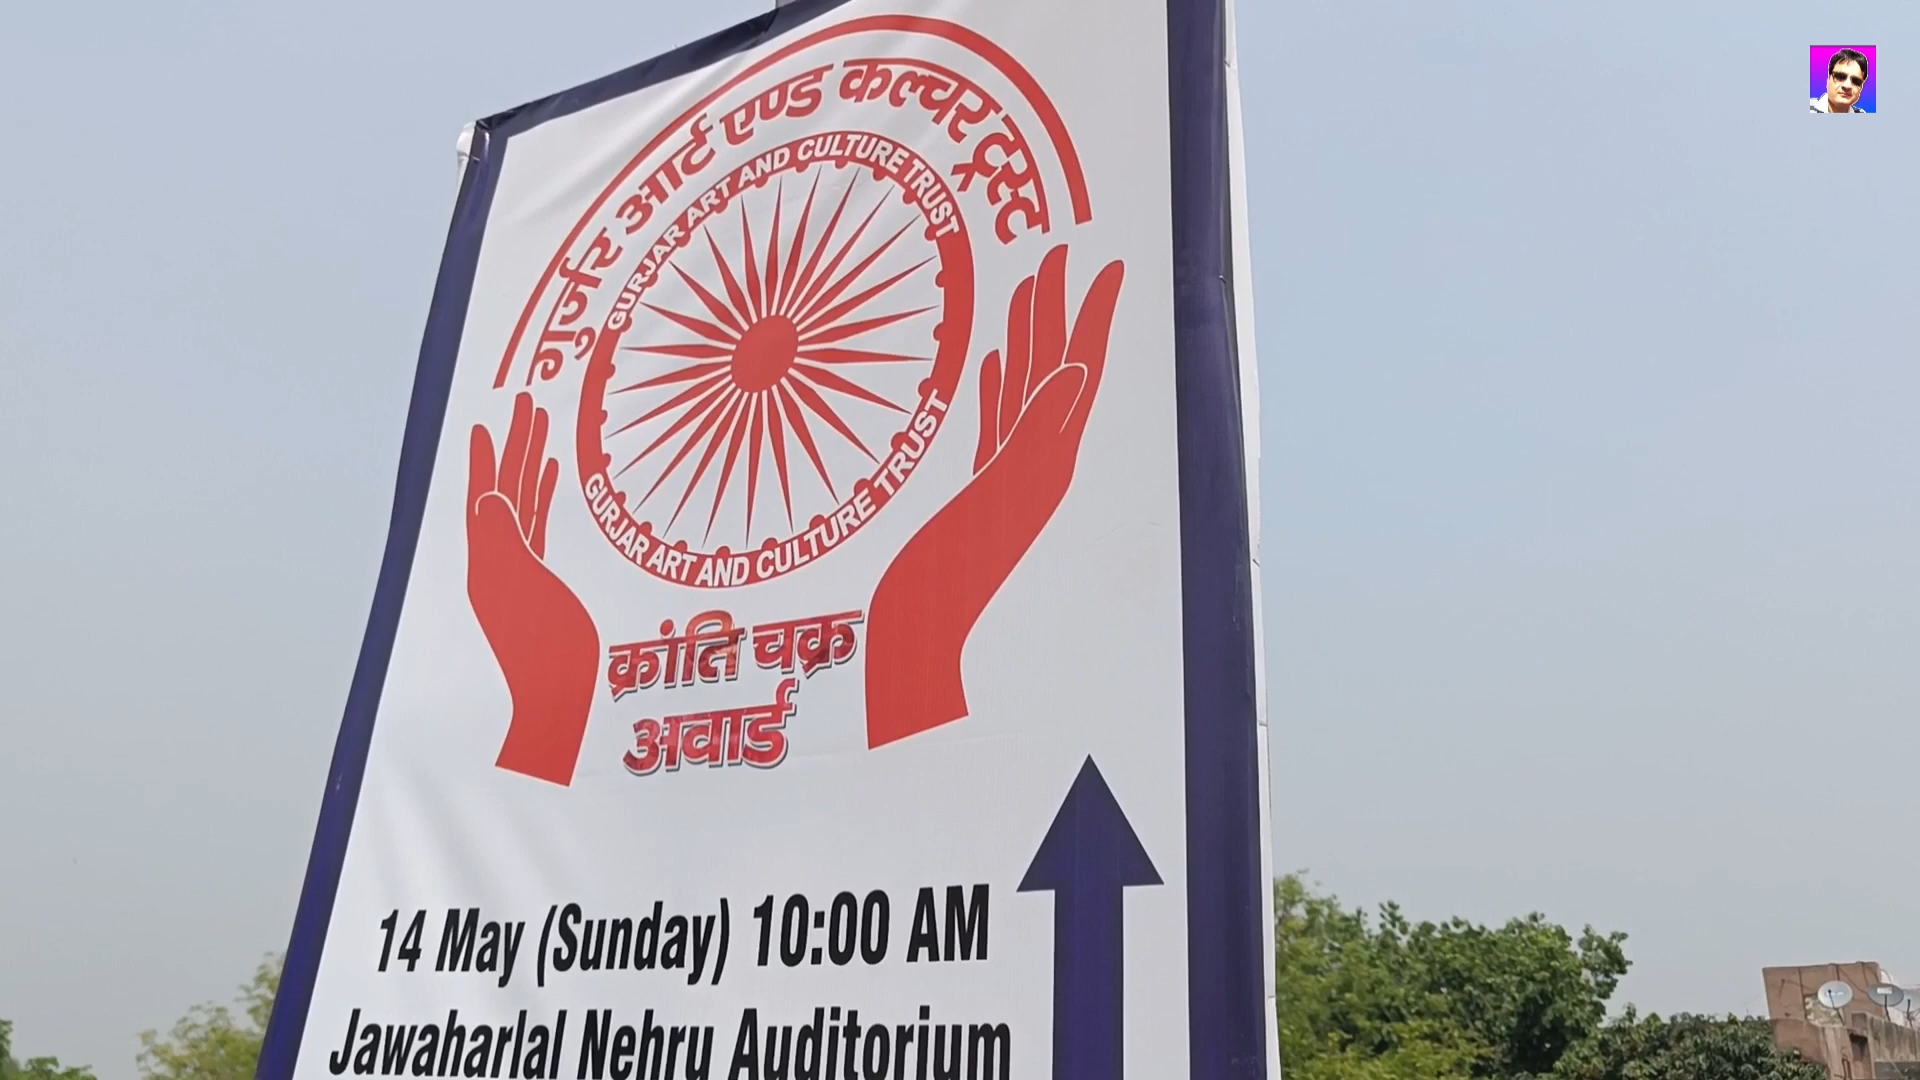 गुर्जर आर्ट एण्ड कल्चर ट्रस्ट
GURJAR ART AND CULTURE TRUST
GURJAR ART AND CULTURE TRUST
क्रांति चक्र
अवार्ड
14 May (Sunday) 10:00 AM
Jawaharlal Nehru Auditorium